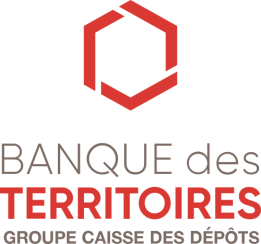 BANQUE des
TERRITOIRES
GROUPE CAISSE DES DÉPÔTS